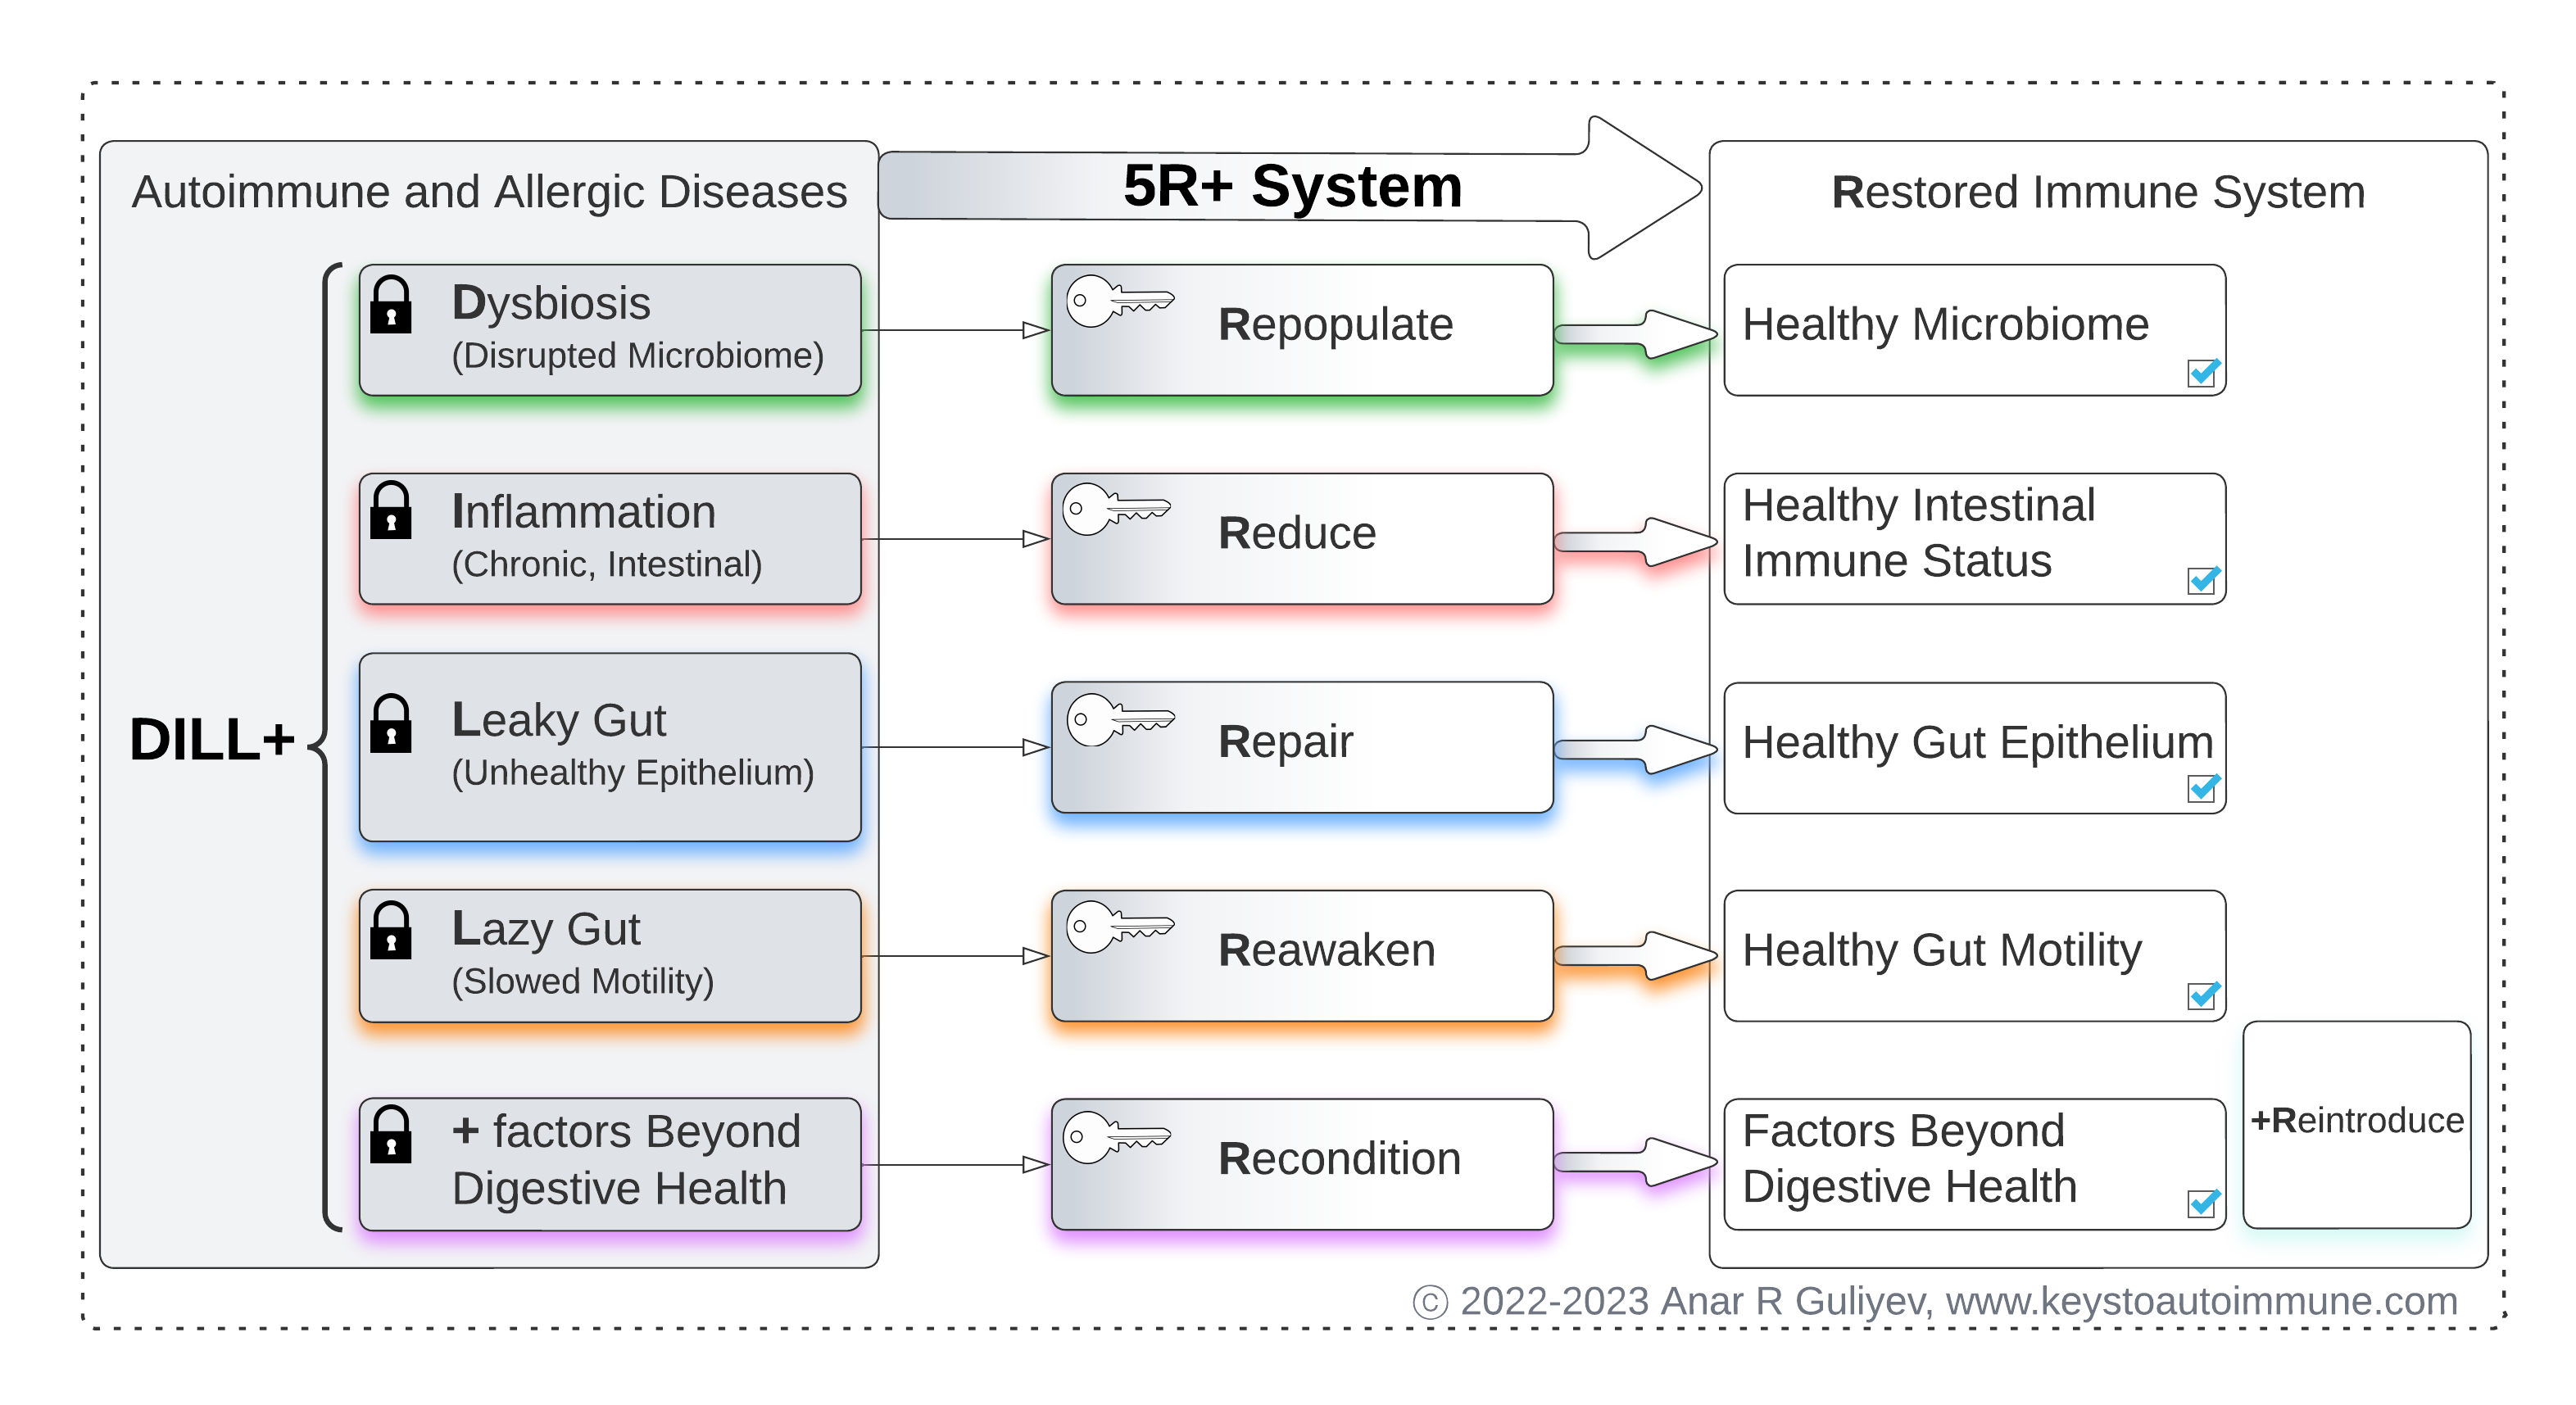 Autoimmune and Allergic Diseases
5R+ System
Restored Immune System
DILL+
Dysbiosis
(Disrupted Microbiome)
Repopulate
Healthy Microbiome
Inflammation
(Chronic, Intestinal)
Reduce
Healthy Intestinal
Immune Status
Leaky Gut
(Unhealthy Epithelium)
Repair
Healthy Gut Epithelium
Lazy Gut
(Slowed Motility)
Reawaken
Healthy Gut Motility
+ factors Beyond
Digestive Health
Recondition
Factors Beyond
Digestive Health
+Reintroduce
© 2022-2023 Anar R Guliyev, www.keystoautoimmune.com